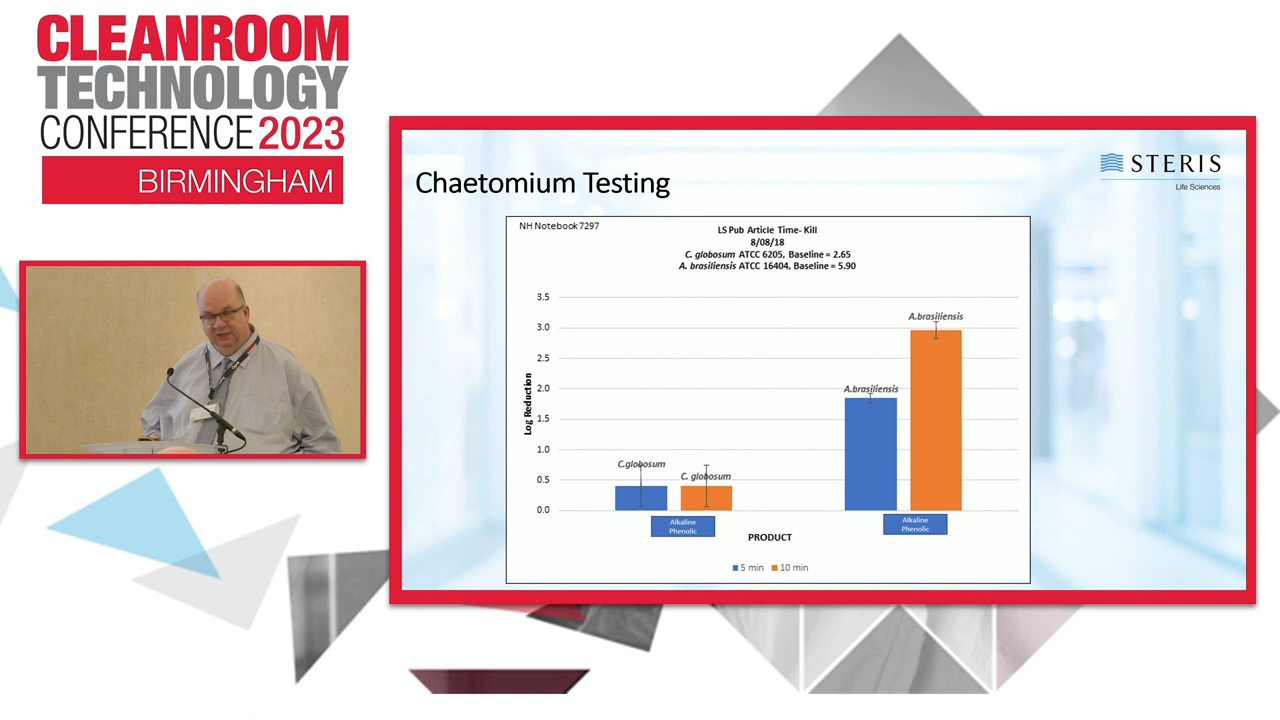 CLEANROOM
TECHNOLOGY
CONFERENCE 2023
BIRMINGHAM
STERIS
Life Sciences
Chaetomium Testing
NH Notebook 7297
LS Pub Article Time- Kill
8/08/18
C. globosum ATCC 6205, Baseline = 2.65
A. brasiliensis ATCC 16404, Baseline = 5.90
3.5
3.0
2.5
2.0
1.5
1.0
0.5
0.0
Log Reduction
C.globosum
C. globosum
A.brasiliensis
A.brasiliensis
Alkaline
Phenolic
Alkaline
Phenolic
PRODUCT
5 min
10 min